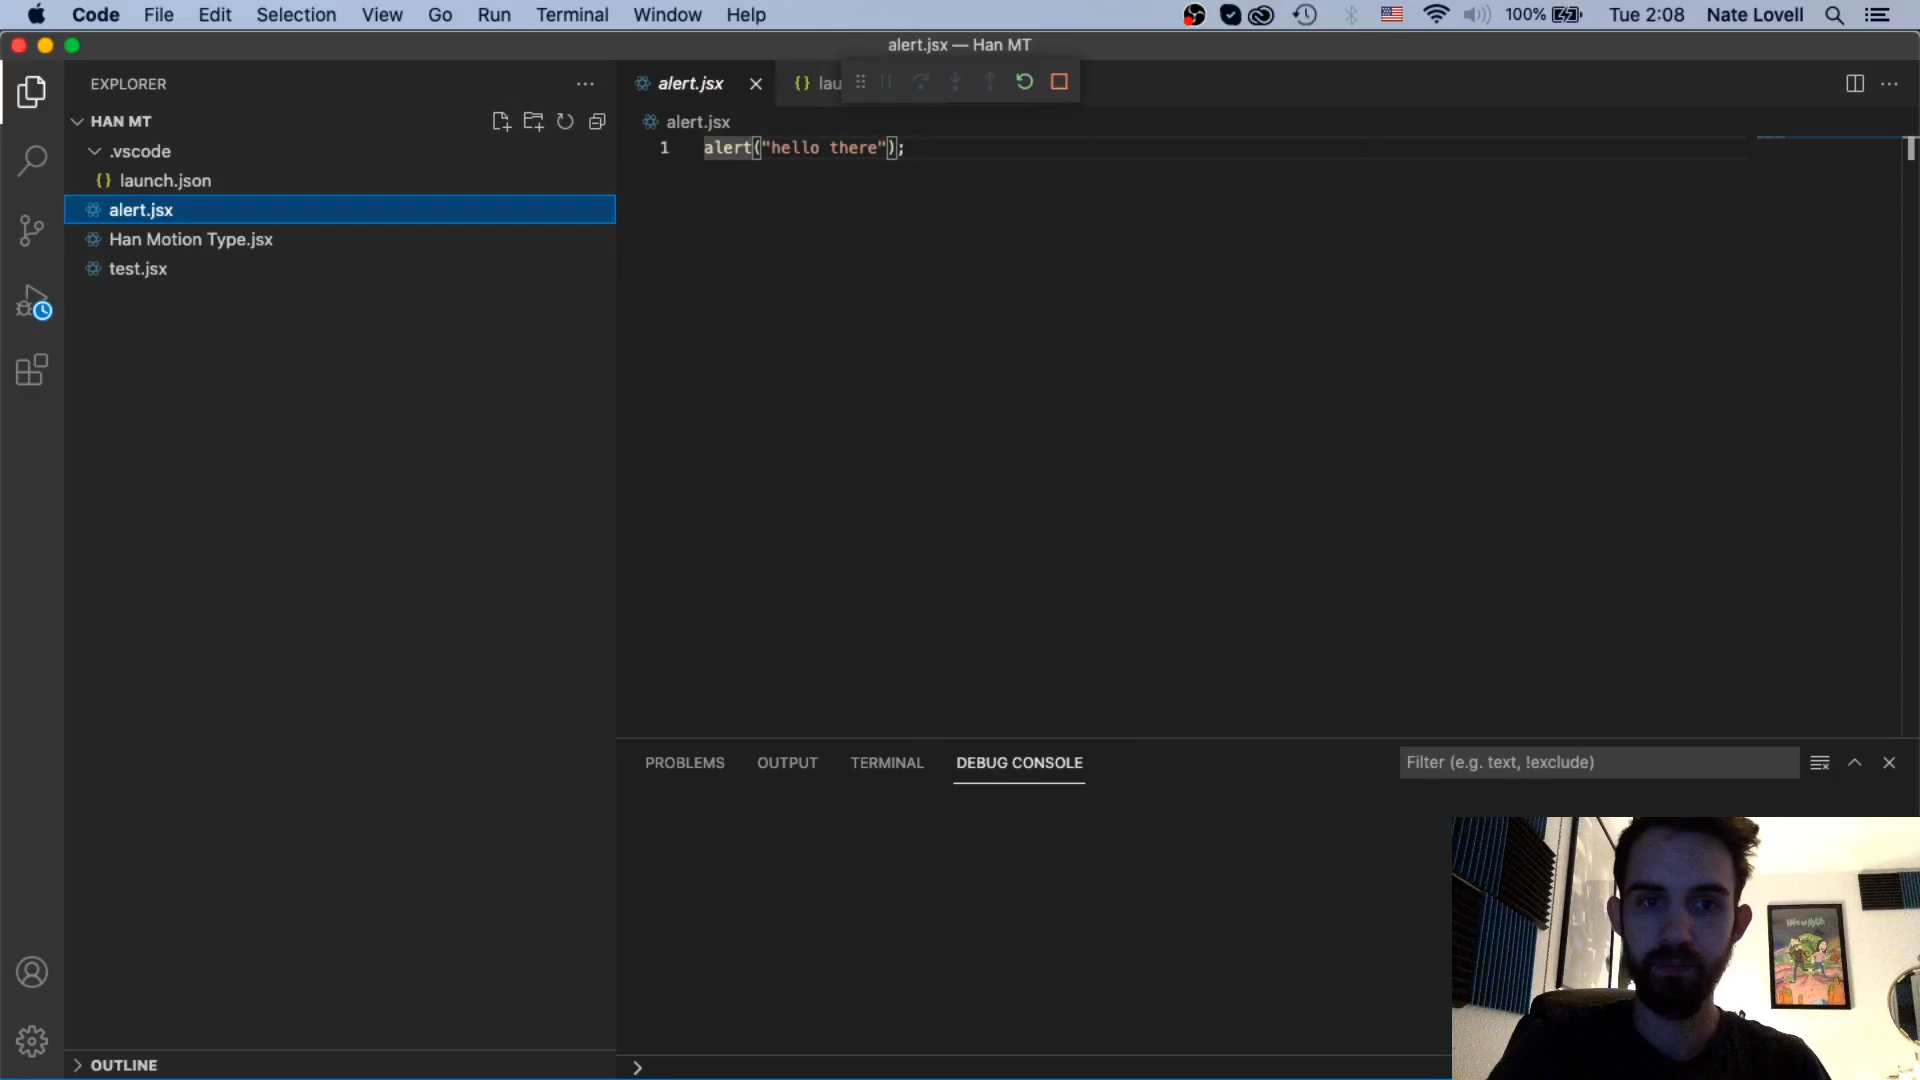 Code File Edit Selection View Go Run Terminal Window Help 100% Tue 2:08 Nate Lovell
alert.jsx — Han MT
EXPLORER
alert.jsx
{} lau
HAN MT
alert.jsx
.vscode
1 alert("hello there");
{} launch.json
alert.jsx
Han Motion Type.jsx
test.jsx
PROBLEMS OUTPUT TERMINAL DEBUG CONSOLE
Filter (e.g. text, !exclude)
OUTLINE